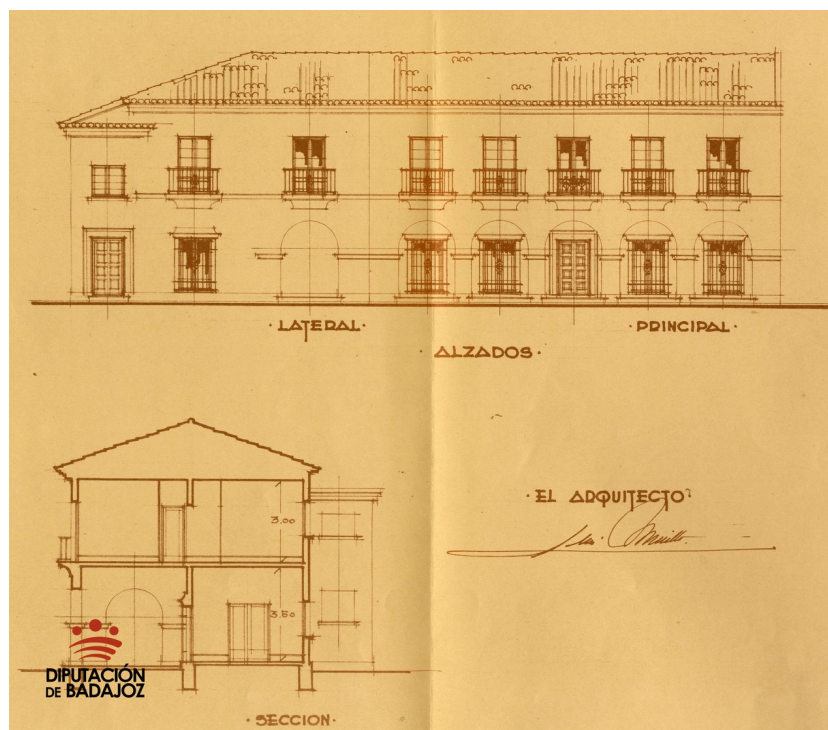 · LATERAL ·
· PRINCIPAL ·
· ALZADOS ·
3.00
3.50
· EL ARQUITECTO
DIPUTACIÓN
DE BADAJOZ
· SECCION ·